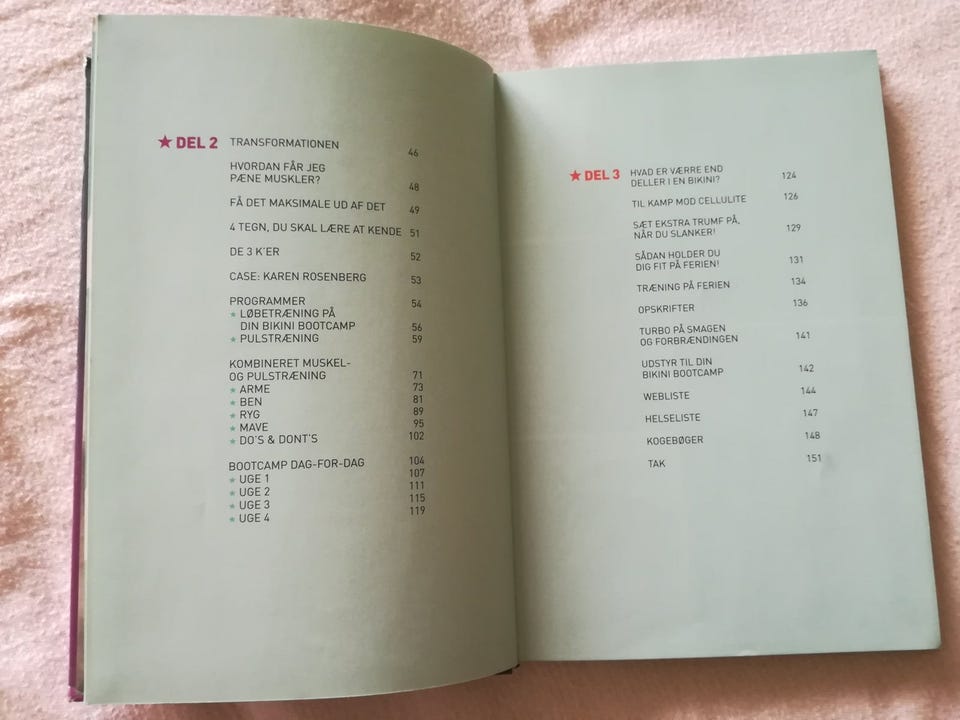 ★ DEL 2 TRANSFORMATIONEN 46
HVORDAN FÅR JEG
PÆNE MUSKLER? 48
FÅ DET MAKSIMALE UD AF DET 49
4 TEGN, DU SKAL LÆRE AT KENDE 51
DE 3 K'ER 52
CASE: KAREN ROSENBERG 53
PROGRAMMER 54
★ LØBETRÆNING PÅ
DIN BIKINI BOOTCAMP 56
★ PULSTRÆNING 59
KOMBINERET MUSKEL-
OG PULSTRÆNING 71
★ ARME 73
★ BEN 81
★ RYG 89
★ MAVE 95
★ DO'S & DONT'S 102
BOOTCAMP DAG-FOR-DAG 104
★ UGE 1 107
★ UGE 2 111
★ UGE 3 115
★ UGE 4 119
★ DEL 3 HVAD ER VÆRRE END
DELLER I EN BIKINI? 124
TIL KAMP MOD CELLULITE 126
SÆT EKSTRA TRUMF PÅ,
NÅR DU SLANKER! 129
SÅDAN HOLDER DU
DIG FIT PÅ FERIEN! 131
TRÆNING PÅ FERIEN 134
OPSKRIFTER 136
TURBO PÅ SMAGEN
OG FORBRÆNDINGEN 141
UDSTYR TIL DIN
BIKINI BOOTCAMP 142
WEBLISTE 144
HELSELISTE 147
KOGEBØGER 148
TAK 151